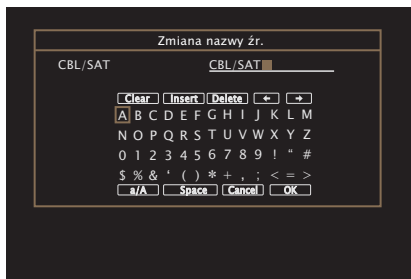 Zmiana nazwy źr.
CBL/SAT CBL/SAT
Clear Insert Delete ← →
A B C D E F G H I J K L M
N O P Q R S T U V W X Y Z
0 1 2 3 4 5 6 7 8 9 ! “ #
$ % & ‘ ( ) * + , ; < = >
a/A Space Cancel OK